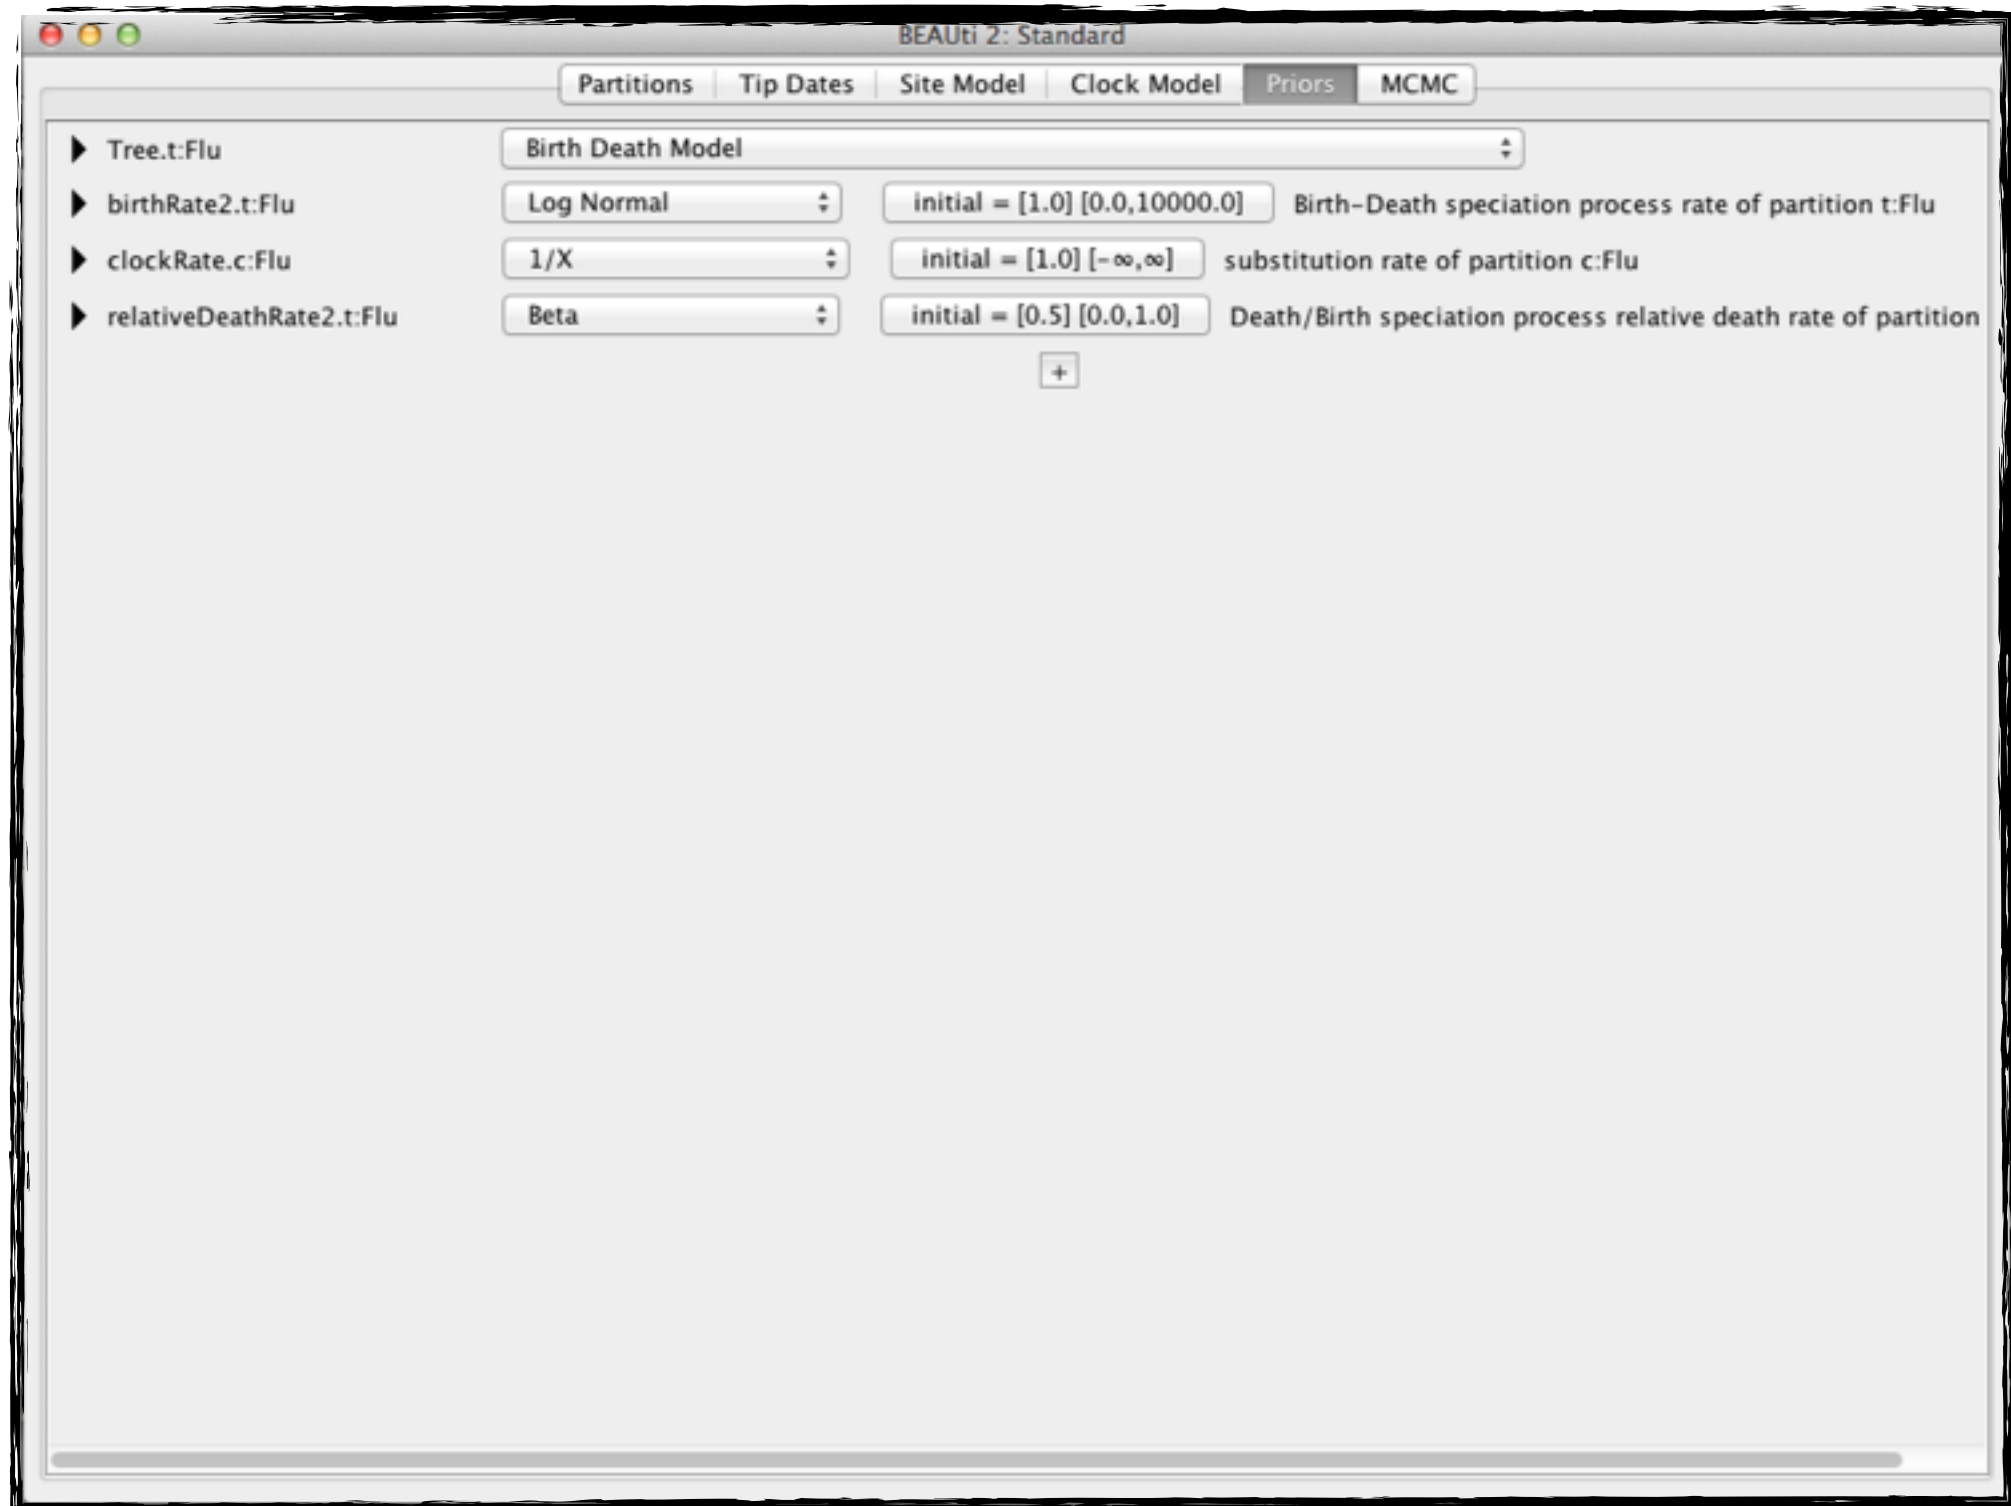 BEAUti 2: Standard
Partitions Tip Dates Site Model Clock Model Priors MCMC
Tree.t:Flu Birth Death Model
birthRate2.t:Flu Log Normal initial = [1.0] [0.0,10000.0] Birth-Death speciation process rate of partition t:Flu
clockRate.c:Flu 1/X initial = [1.0] [-∞,∞] substitution rate of partition c:Flu
relativeDeathRate2.t:Flu Beta initial = [0.5] [0.0,1.0] Death/Birth speciation process relative death rate of partition
+